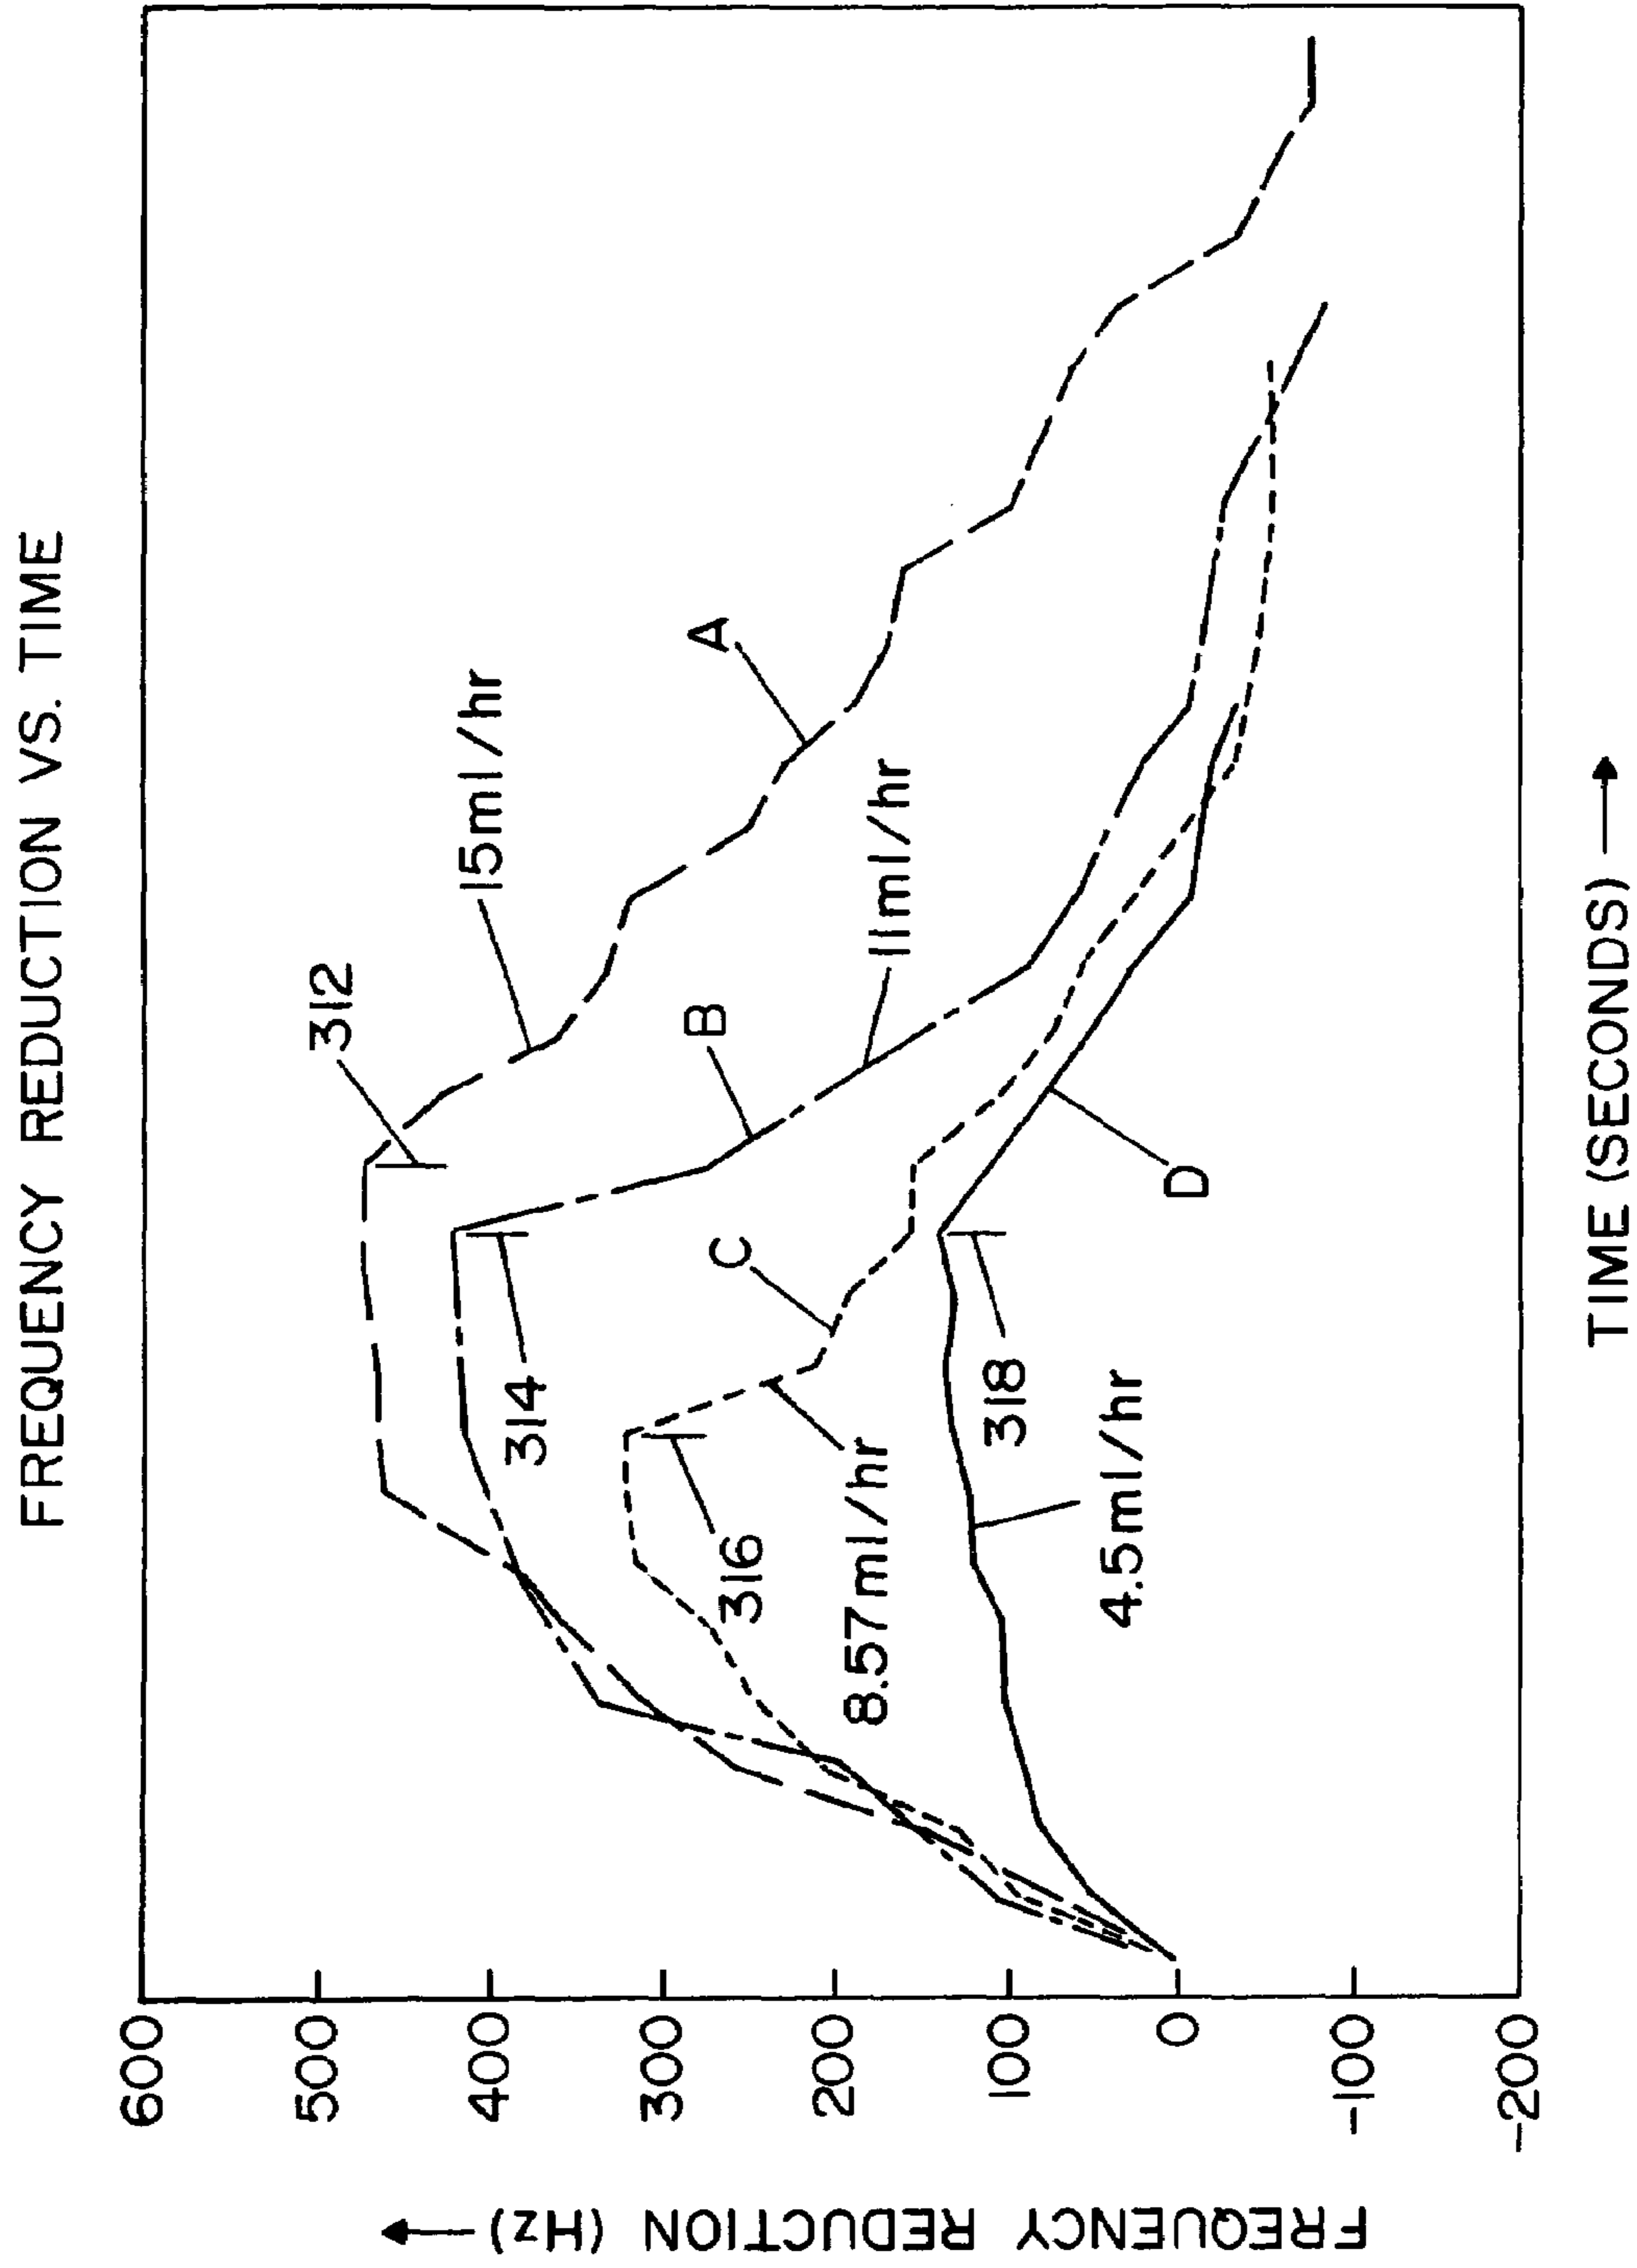 FREQUENCY REDUCTION VS. TIME
FREQUENCY REDUCTION (Hz)
600
500
400
300
200
100
0
-100
-200
312
15ml/hr
314
A
B
316
C
11ml/hr
8.57ml/hr
318
4.5ml/hr
D
TIME (SECONDS)